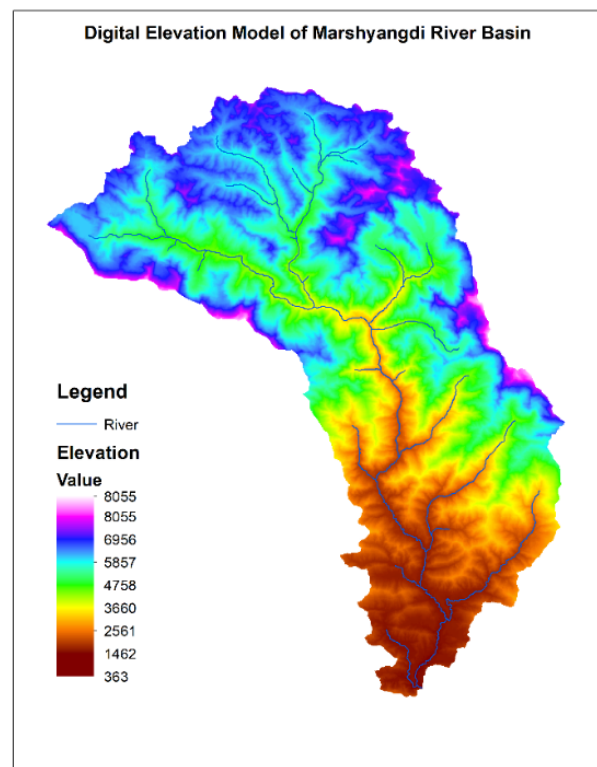 Digital Elevation Model of Marshyangdi River Basin
Legend
River
Elevation
Value
8055
8055
6956
5857
4758
3660
2561
1462
363